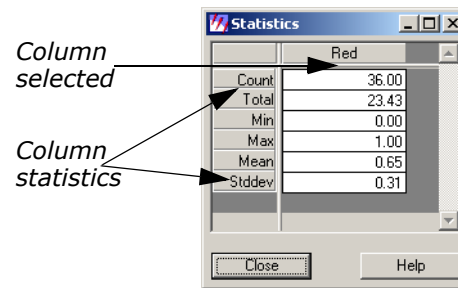 Statistics
Column
selected
Red
Count 36.00
Total 23.43
Min 0.00
Max 1.00
Mean 0.65
Stddev 0.31
Column
statistics
Close Help